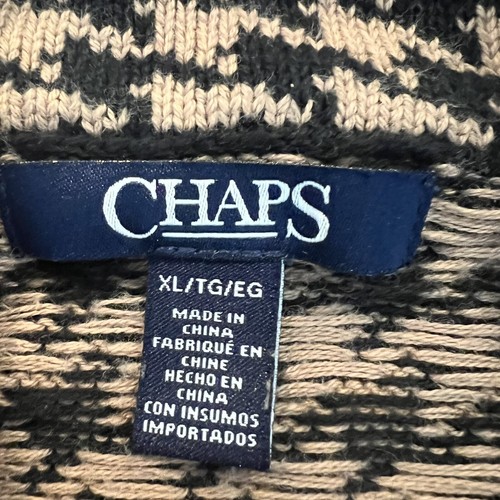 CHAPS
XL/TG/EG
MADE IN
CHINA
FABRIQUÉ EN
CHINE
HECHO EN
CHINA
CON INSUMOS
IMPORTADOS